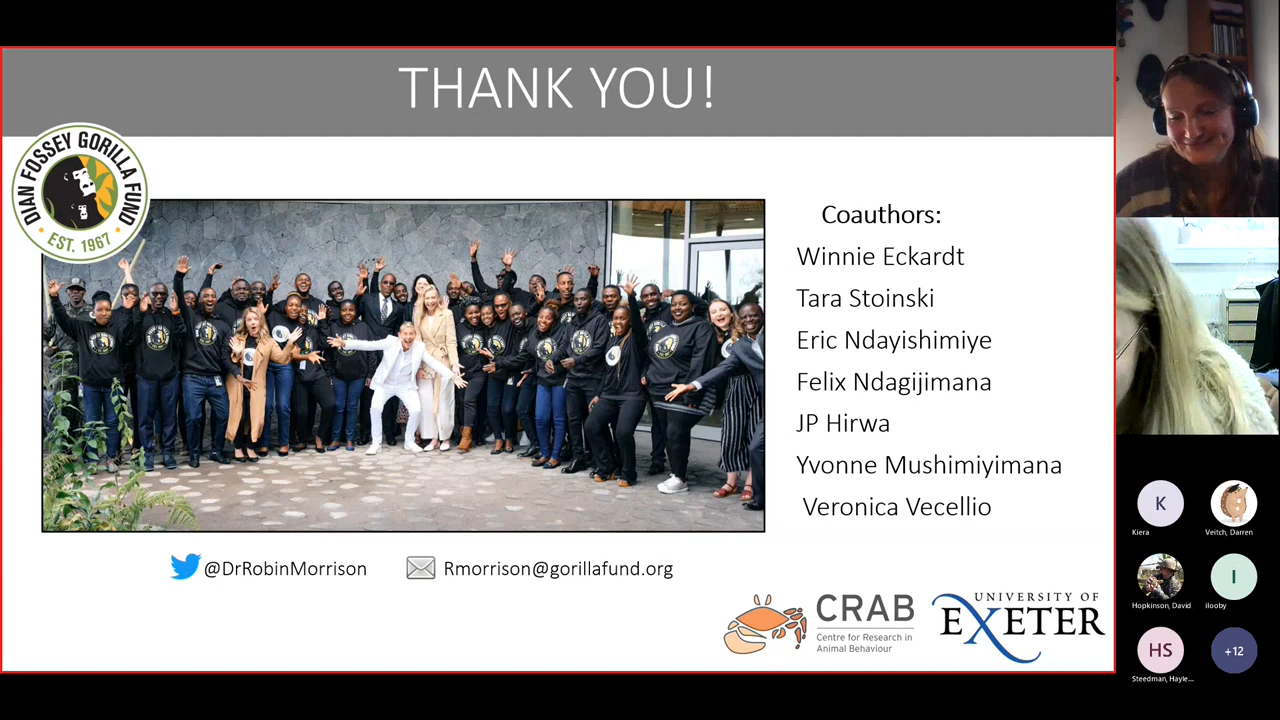 THANK YOU!
DIAN FOSSEY GORILLA FUND
EST. 1967
Coauthors:
Winnie Eckardt
Tara Stoinski
Eric Ndayishimiye
Felix Ndagijimana
JP Hirwa
Yvonne Mushimiyimana
Veronica Vecellio
@DrRobinMorrison
Rmorrison@gorillafund.org
CRAB
Centre for Research in
Animal Behaviour
UNIVERSITY OF
EXETER
K
Kiera
Veitch, Darren
Hopkinson, David
I
ilooby
HS
Steedman, Hayle...
+12